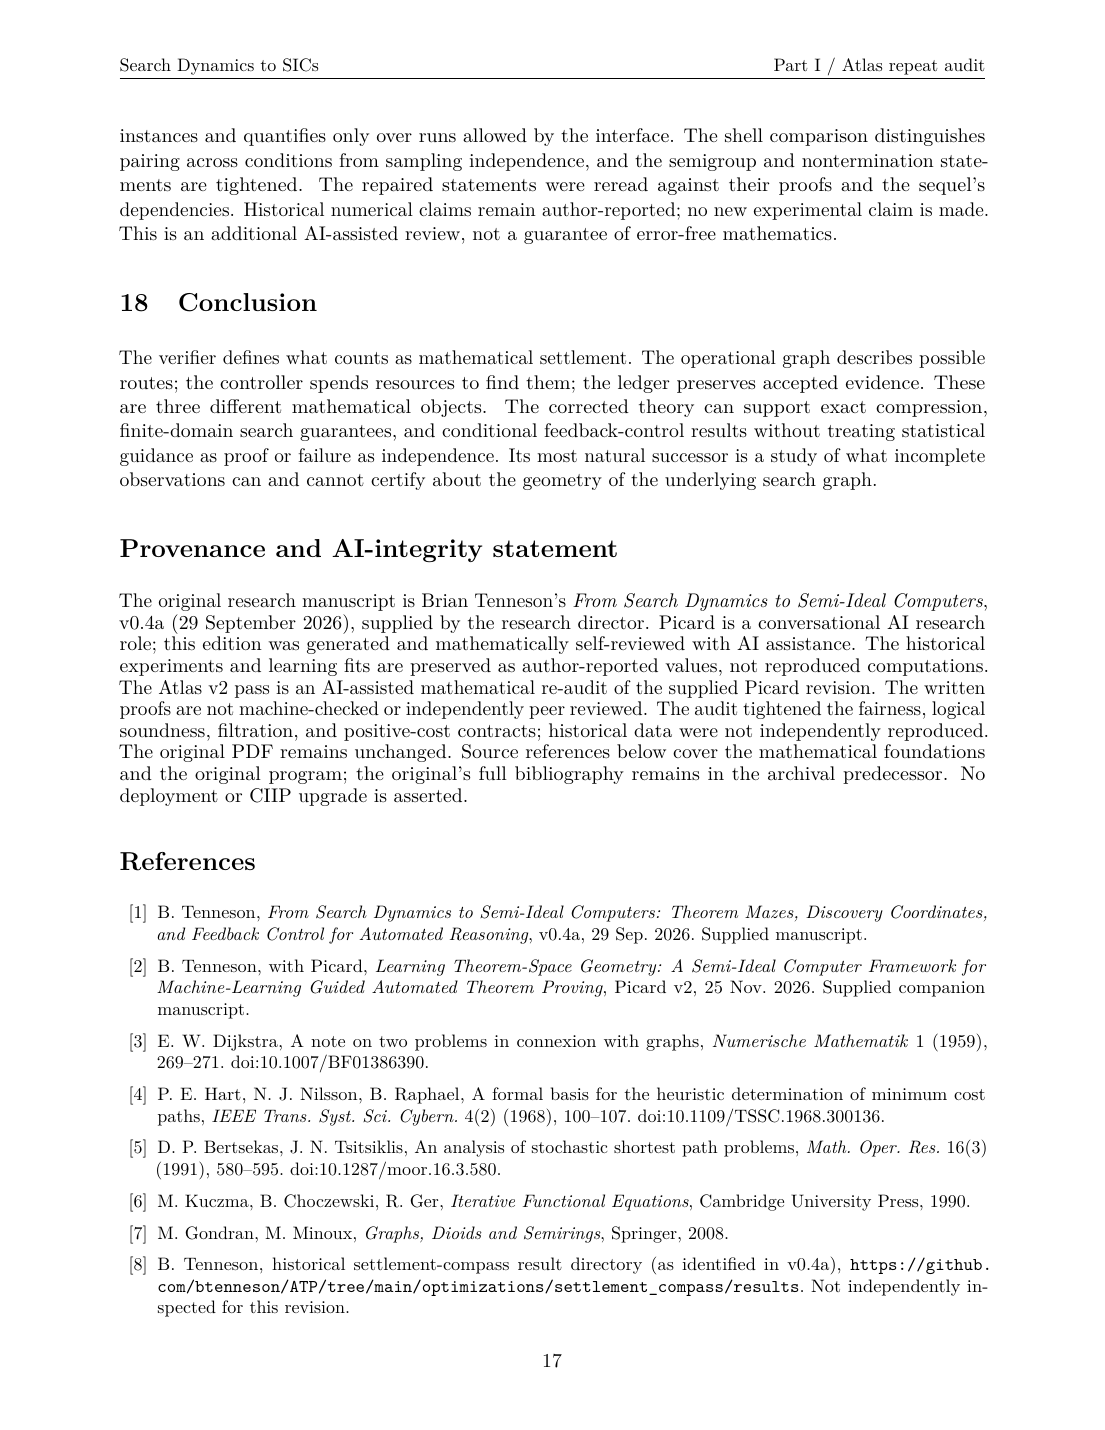 Search Dynamics to SICs
Part I / Atlas repeat audit
instances and quantifies only over runs allowed by the interface. The shell comparison distinguishes
pairing across conditions from sampling independence, and the semigroup and nontermination state-
ments are tightened. The repaired statements were reread against their proofs and the sequel's
dependencies. Historical numerical claims remain author-reported; no new experimental claim is made.
This is an additional AI-assisted review, not a guarantee of error-free mathematics.
18 Conclusion
The verifier defines what counts as mathematical settlement. The operational graph describes possible
routes; the controller spends resources to find them; the ledger preserves accepted evidence. These
are three different mathematical objects. The corrected theory can support exact compression,
finite-domain search guarantees, and conditional feedback-control results without treating statistical
guidance as proof or failure as independence. Its most natural successor is a study of what incomplete
observations can and cannot certify about the geometry of the underlying search graph.
Provenance and AI-integrity statement
The original research manuscript is Brian Tenneson's From Search Dynamics to Semi-Ideal Computers,
v0.4a (29 September 2026), supplied by the research director. Picard is a conversational AI research
role; this edition was generated and mathematically self-reviewed with AI assistance. The historical
experiments and learning fits are preserved as author-reported values, not reproduced computations.
The Atlas v2 pass is an AI-assisted mathematical re-audit of the supplied Picard revision. The written
proofs are not machine-checked or independently peer reviewed. The audit tightened the fairness, logical
soundness, filtration, and positive-cost contracts; historical data were not independently reproduced.
The original PDF remains unchanged. Source references below cover the mathematical foundations
and the original program; the original's full bibliography remains in the archival predecessor. No
deployment or CIIP upgrade is asserted.
References
[1] B. Tenneson, From Search Dynamics to Semi-Ideal Computers: Theorem Mazes, Discovery Coordinates,
and Feedback Control for Automated Reasoning, v0.4a, 29 Sep. 2026. Supplied manuscript.
[2] B. Tenneson, with Picard, Learning Theorem-Space Geometry: A Semi-Ideal Computer Framework for
Machine-Learning Guided Automated Theorem Proving, Picard v2, 25 Nov. 2026. Supplied companion
manuscript.
[3] E. W. Dijkstra, A note on two problems in connexion with graphs, Numerische Mathematik 1 (1959),
269–271. doi:10.1007/BF01386390.
[4] P. E. Hart, N. J. Nilsson, B. Raphael, A formal basis for the heuristic determination of minimum cost
paths, IEEE Trans. Syst. Sci. Cybern. 4(2) (1968), 100–107. doi:10.1109/TSSC.1968.300136.
[5] D. P. Bertsekas, J. N. Tsitsiklis, An analysis of stochastic shortest path problems, Math. Oper. Res. 16(3)
(1991), 580–595. doi:10.1287/moor.16.3.580.
[6] M. Kuczma, B. Choczewski, R. Ger, Iterative Functional Equations, Cambridge University Press, 1990.
[7] M. Gondran, M. Minoux, Graphs, Dioids and Semirings, Springer, 2008.
[8] B. Tenneson, historical settlement-compass result directory (as identified in v0.4a), https://github.
com/btenneson/ATP/tree/main/optimizations/settlement_compass/results. Not independently in-
spected for this revision.
17